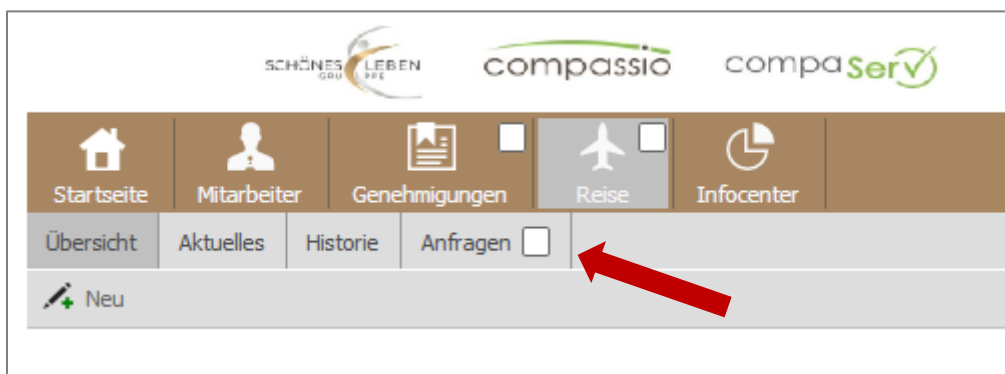 SCHÖNES LEBEN
GRUPPE
compassio
compaServ
Startseite Mitarbeiter Genehmigungen Reise Infocenter
Übersicht Aktuelles Historie Anfragen
Neu